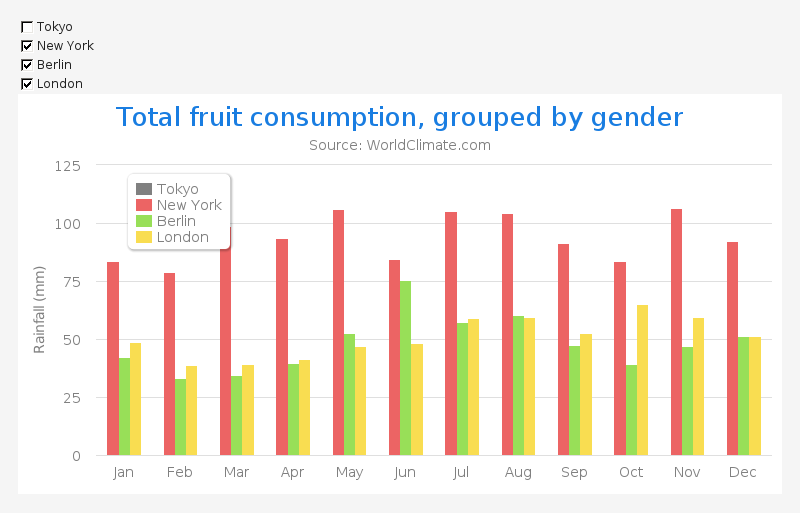 Tokyo
New York
Berlin
London
Total fruit consumption, grouped by gender
Source: WorldClimate.com
125
100
75
50
25
0
Rainfall (mm)
Tokyo
New York
Berlin
London
Jan Feb Mar Apr May Jun Jul Aug Sep Oct Nov Dec